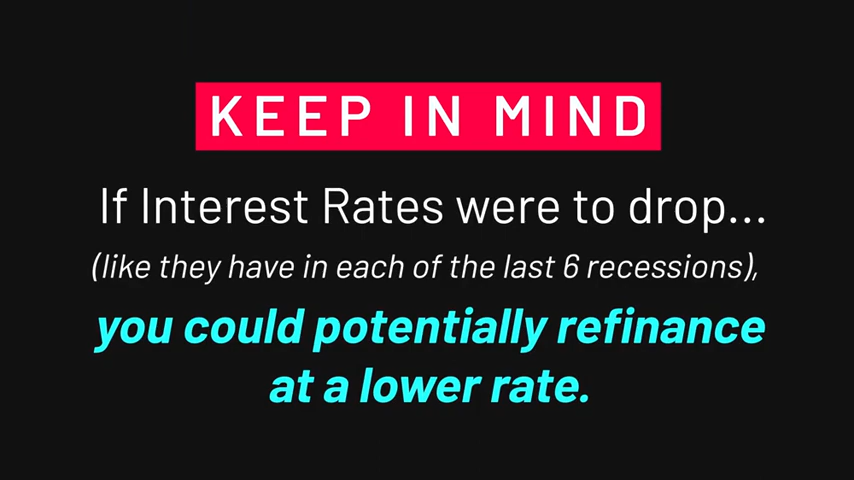 KEEP IN MIND
If Interest Rates were to drop...
(like they have in each of the last 6 recessions),
you could potentially refinance
at a lower rate.